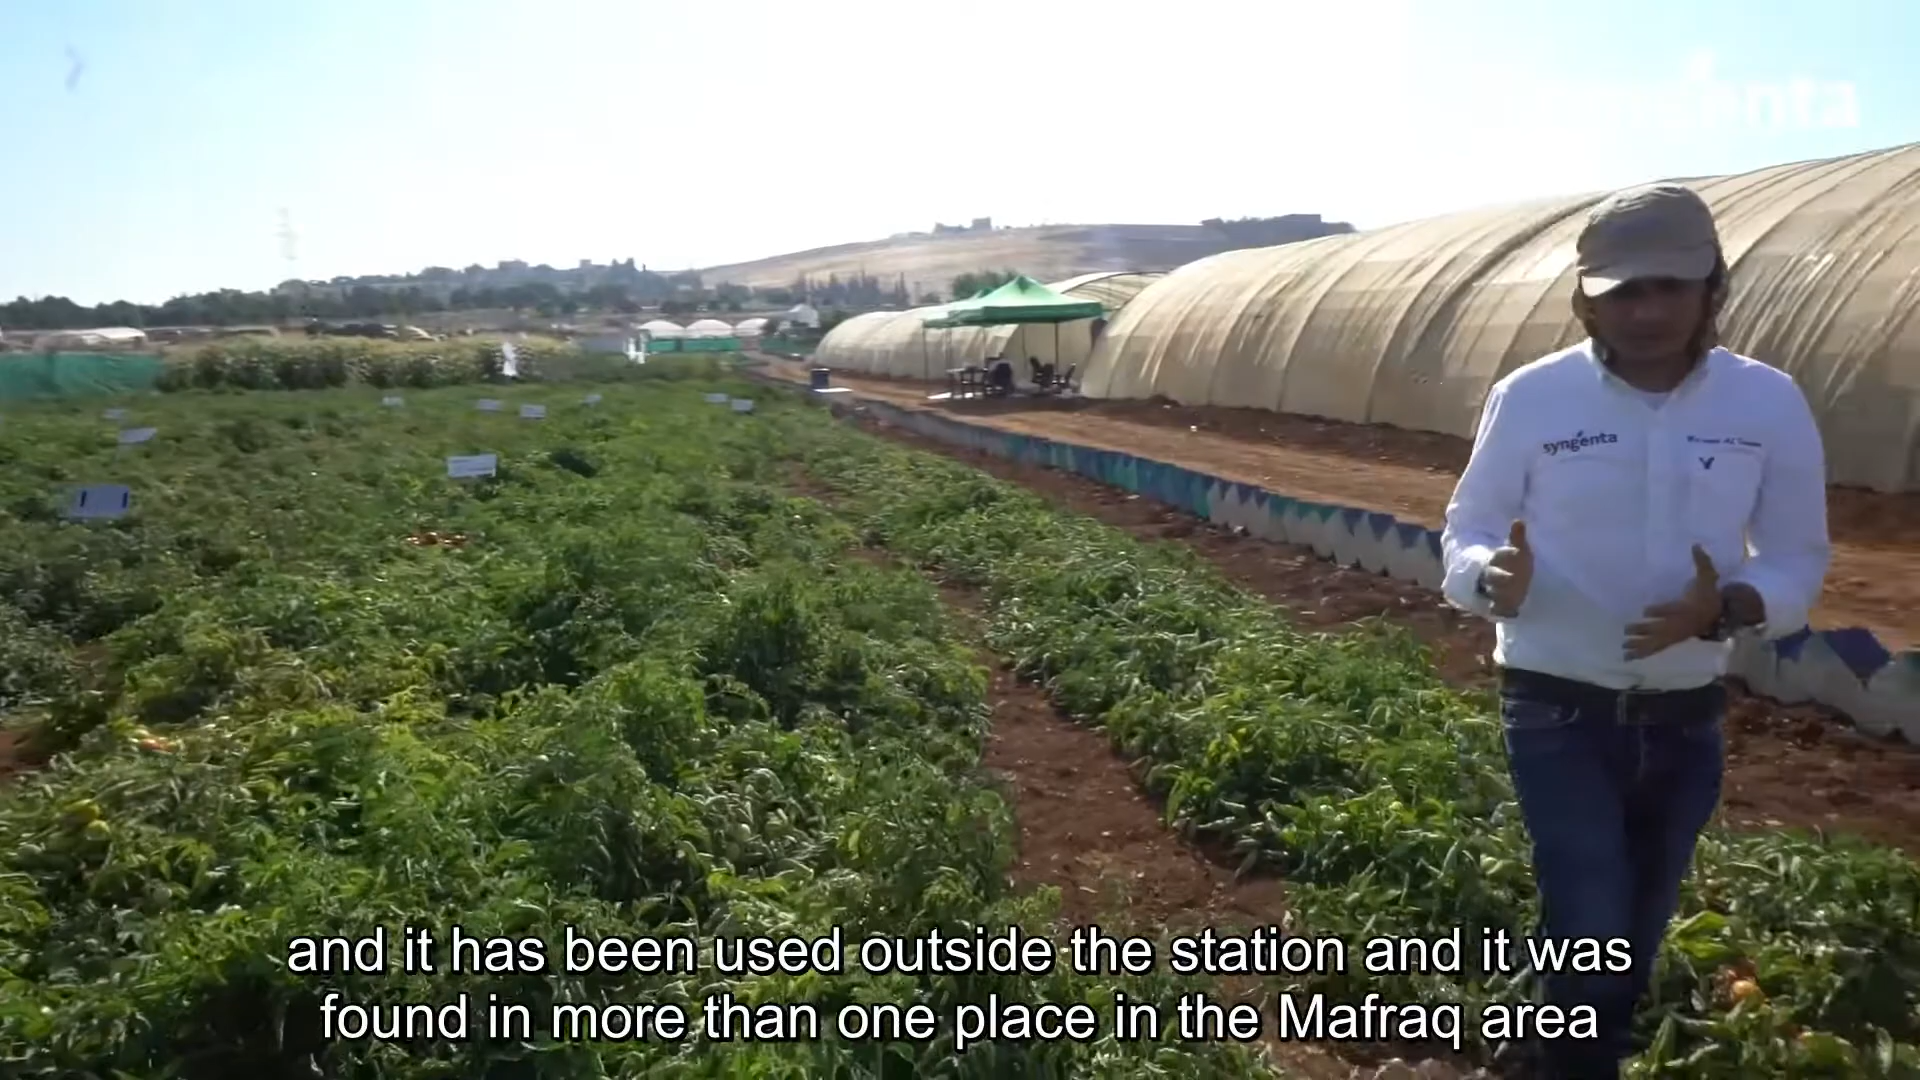 syngenta
and it has been used outside the station and it was
found in more than one place in the Mafraq area